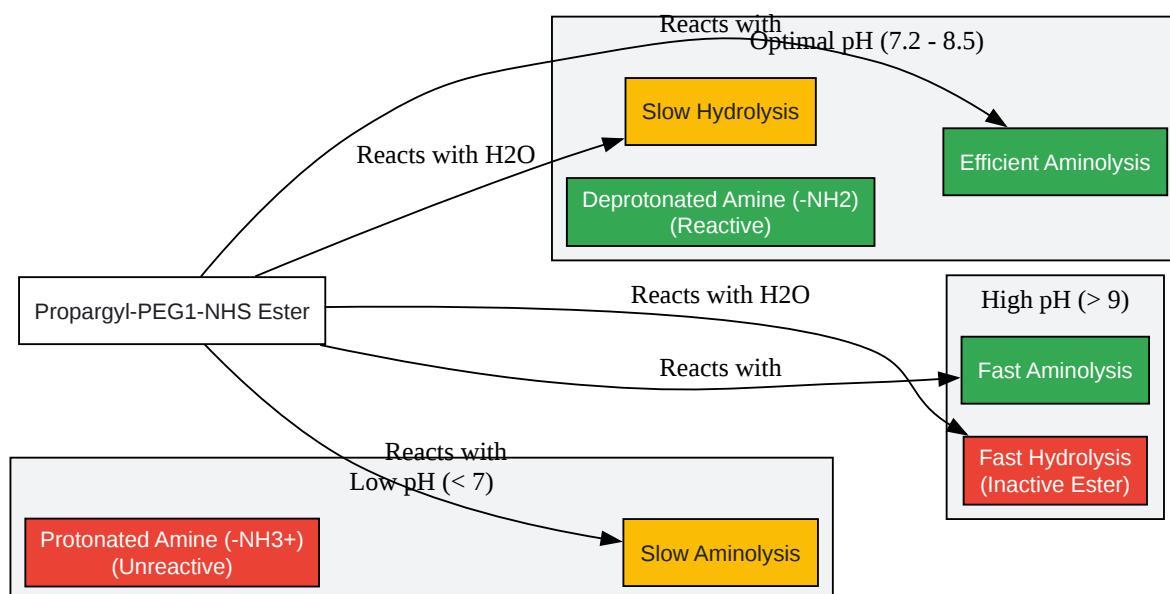 Reacts with
Optimal pH (7.2 - 8.5)
Slow Hydrolysis
Reacts with H2O
Efficient Aminolysis
Deprotonated Amine (-NH2)
(Reactive)
Propargyl-PEG1-NHS Ester
Reacts with H2O
High pH (> 9)
Fast Aminolysis
Reacts with
Fast Hydrolysis
(Inactive Ester)
Reacts with
Low pH (< 7)
Protonated Amine (-NH3+)
(Unreactive)
Slow Aminolysis